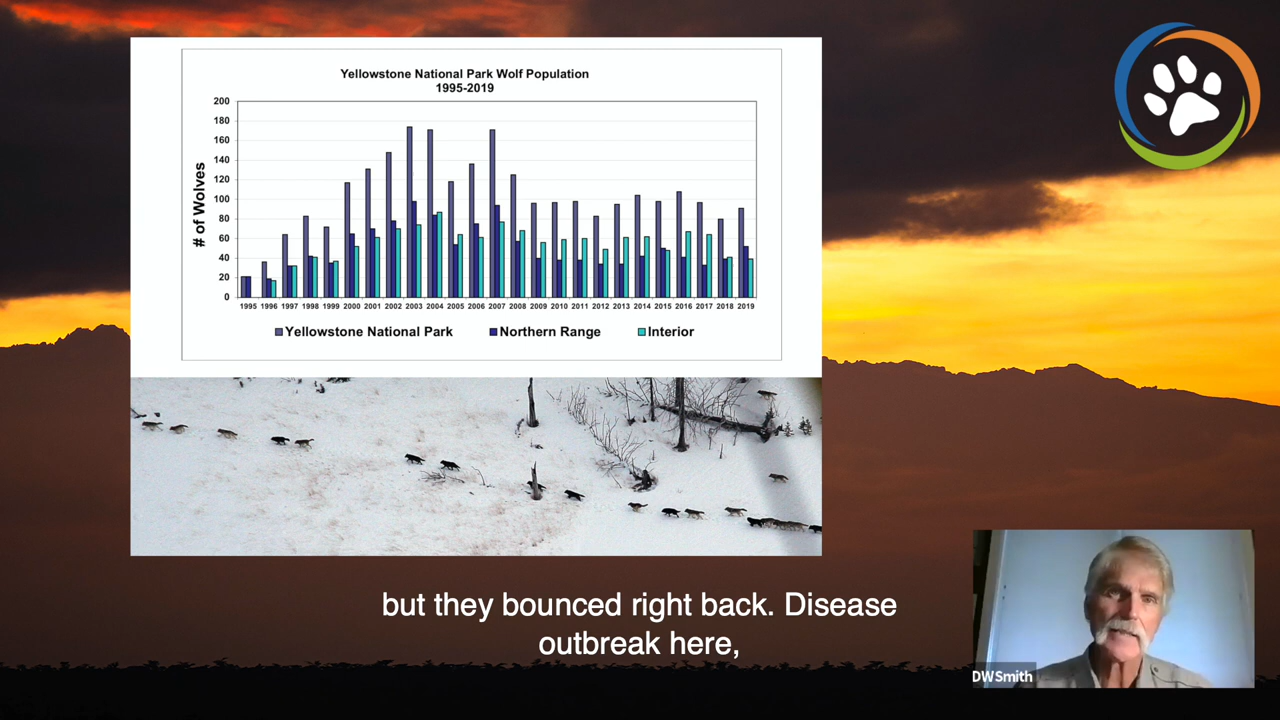 Yellowstone National Park Wolf Population
1995-2019
# of Wolves
200
180
160
140
120
100
80
60
40
20
0
1995 1996 1997 1998 1999 2000 2001 2002 2003 2004 2005 2006 2007 2008 2009 2010 2011 2012 2013 2014 2015 2016 2017 2018 2019
Yellowstone National Park Northern Range Interior
but they bounced right back. Disease
outbreak here,
DWSmith